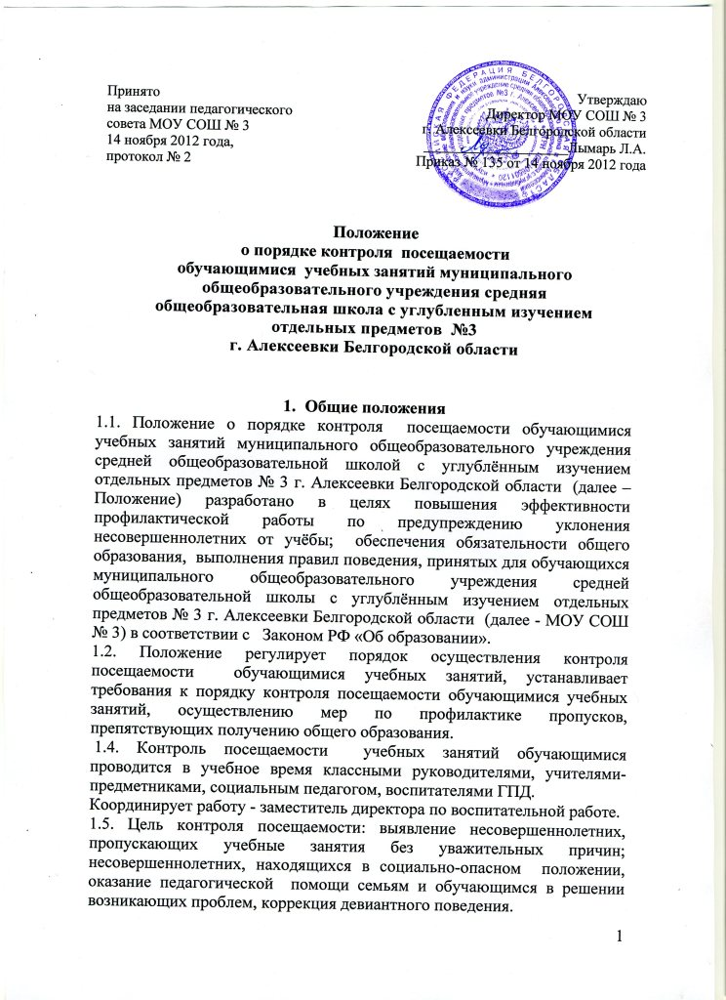 Принято
на заседании педагогического
совета МОУ СОШ № 3
14 ноября 2012 года,
протокол № 2
Утверждаю
Директор МОУ СОШ № 3
г. Алексеевки Белгородской области
Дымарь Л.А.
Приказ № 135 от 14 ноября 2012 года
Положение
о порядке контроля посещаемости
обучающимися учебных занятий муниципального
общеобразовательного учреждения средняя
общеобразовательная школа с углубленным изучением
отдельных предметов №3
г. Алексеевки Белгородской области
1. Общие положения
1.1. Положение о порядке контроля посещаемости обучающимися
учебных занятий муниципального общеобразовательного учреждения
средней общеобразовательной школой с углублённым изучением
отдельных предметов № 3 г. Алексеевки Белгородской области (далее –
Положение) разработано в целях повышения эффективности
профилактической работы по предупреждению уклонения
несовершеннолетних от учёбы; обеспечения обязательности общего
образования, выполнения правил поведения, принятых для обучающихся
муниципального общеобразовательного учреждения средней
общеобразовательной школы с углублённым изучением отдельных
предметов № 3 г. Алексеевки Белгородской области (далее - МОУ СОШ
№ 3) в соответствии с Законом РФ «Об образовании».
1.2. Положение регулирует порядок осуществления контроля
посещаемости обучающимися учебных занятий, устанавливает
требования к порядку контроля посещаемости обучающимися учебных
занятий, осуществлению мер по профилактике пропусков,
препятствующих получению общего образования.
1.4. Контроль посещаемости учебных занятий обучающимися
проводится в учебное время классными руководителями, учителями-
предметниками, социальным педагогом, воспитателями ГПД.
Координирует работу - заместитель директора по воспитательной работе.
1.5. Цель контроля посещаемости: выявление несовершеннолетних,
пропускающих учебные занятия без уважительных причин;
несовершеннолетних, находящихся в социально-опасном положении,
оказание педагогической помощи семьям и обучающимся в решении
возникающих проблем, коррекция девиантного поведения.
1